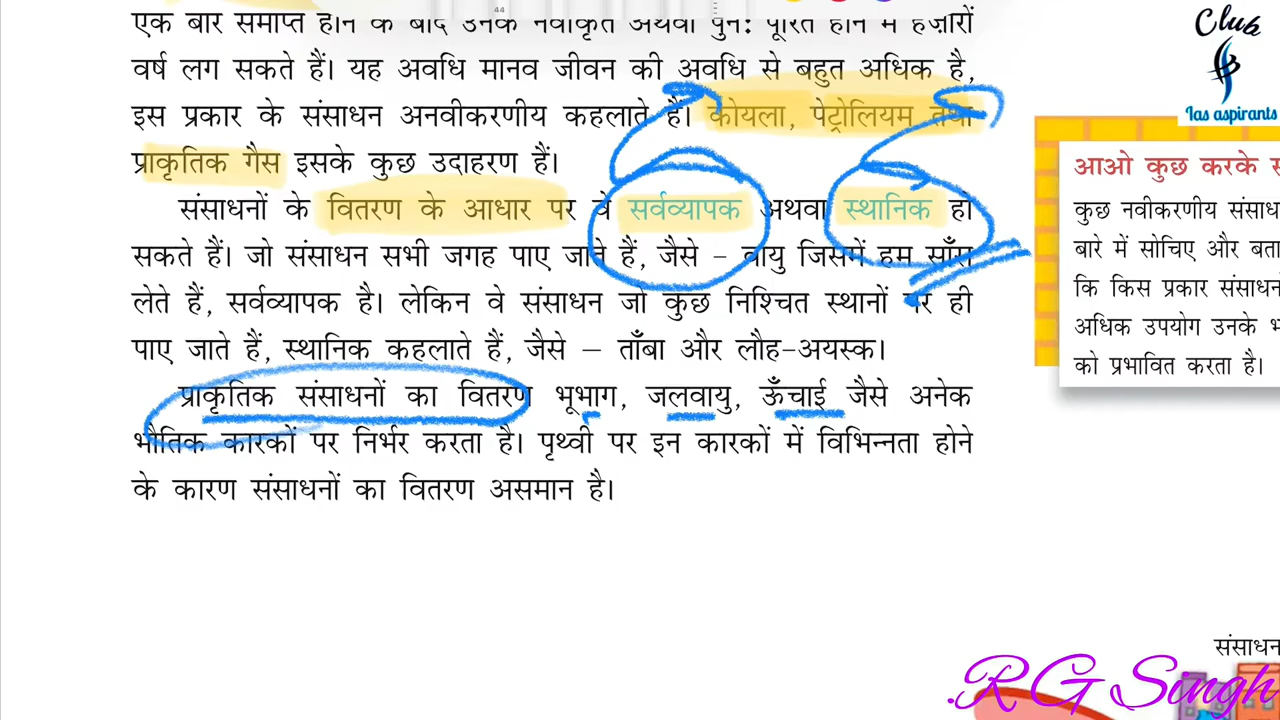 44
एक बार समाप्त होने के बाद उनके नवीकृत अथवा पुन: पूरित होने में हज़ारों
वर्ष लग सकते हैं। यह अवधि मानव जीवन की अवधि से बहुत अधिक है,
इस प्रकार के संसाधन अनवीकरणीय कहलाते हैं। कोयला, पेट्रोलियम तथा
प्राकृतिक गैस इसके कुछ उदाहरण हैं।
संसाधनों के वितरण के आधार पर वे सर्वव्यापक अथवा स्थानिक हो
सकते हैं। जो संसाधन सभी जगह पाए जाते हैं, जैसे – वायु जिसमें हम साँस
लेते हैं, सर्वव्यापक है। लेकिन वे संसाधन जो कुछ निश्चित स्थानों पर ही
पाए जाते हैं, स्थानिक कहलाते हैं, जैसे – ताँबा और लौह-अयस्क।
प्राकृतिक संसाधनों का वितरण भूभाग, जलवायु, ऊँचाई जैसे अनेक
भौतिक कारकों पर निर्भर करता है। पृथ्वी पर इन कारकों में विभिन्नता होने
के कारण संसाधनों का वितरण असमान है।
Club
Ias aspirants
आओ कुछ करके
कुछ नवीकरणीय
बारे में सोचिए और
कि किस प्रकार
अधिक उपयोग उनके
को प्रभावित करता है।
RG Singh